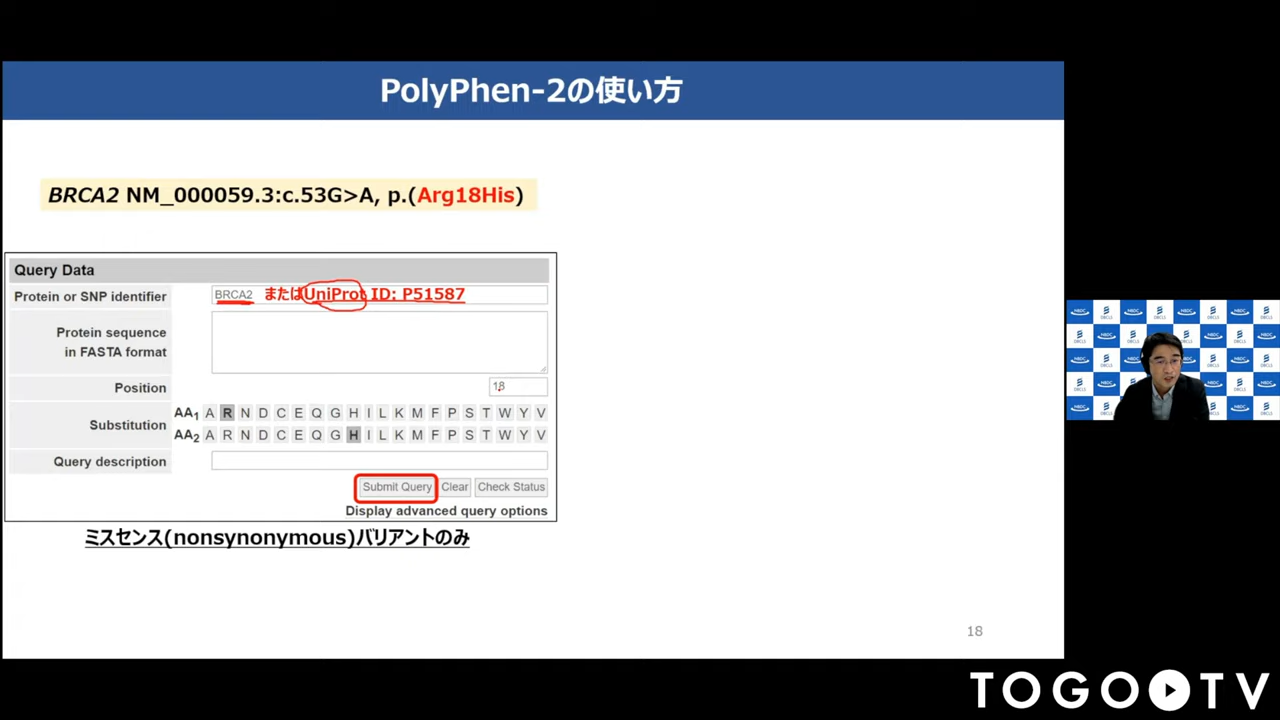 PolyPhen-2の使い方
BRCA2 NM_000059.3:c.53G>A, p.(Arg18His)
Query Data
Protein or SNP identifier BRCA2 またはUniProt ID: P51587
Protein sequence
in FASTA format
Position 18
Substitution
AA1 A R N D C E Q G H I L K M F P S T W Y V
AA2 A R N D C E Q G H I L K M F P S T W Y V
Query description
Submit Query Clear Check Status
Display advanced query options
ミスセンス(nonsynonymous)バリアントのみ
18
NBDC DBCLS
TOGO TV